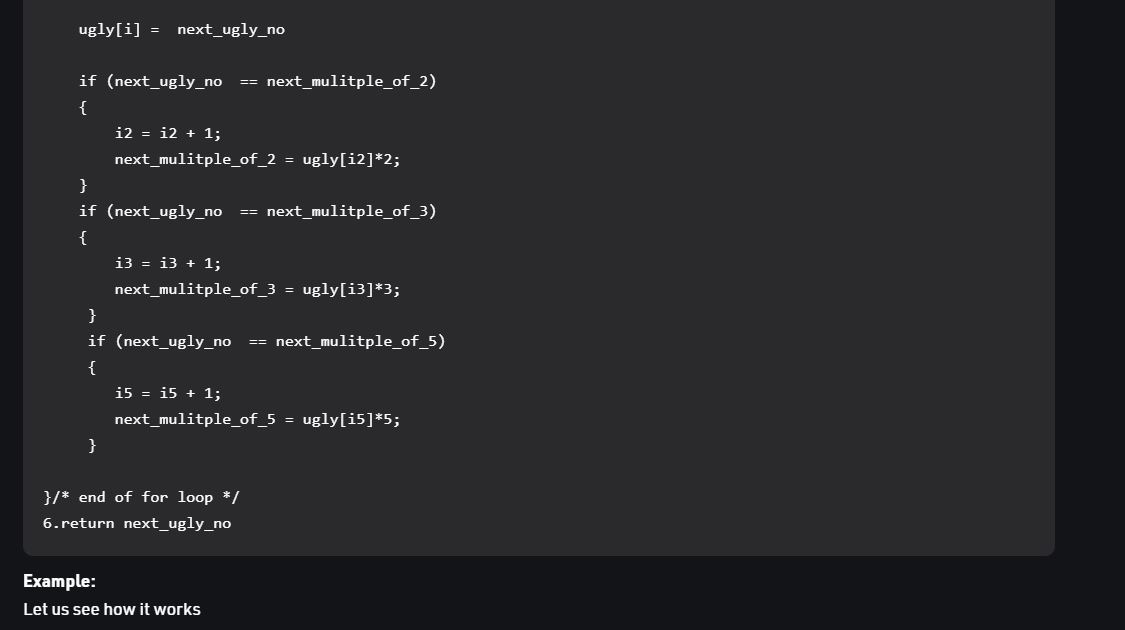 ugly[i] =  next_ugly_no
if (next_ugly_no  == next_mulitple_of_2)
{
i2 = i2 + 1;
next_mulitple_of_2 = ugly[i2]*2;
}
if (next_ugly_no  == next_mulitple_of_3)
{
i3 = i3 + 1;
next_mulitple_of_3 = ugly[i3]*3;
}
if (next_ugly_no  == next_mulitple_of_5)
{
i5 = i5 + 1;
next_mulitple_of_5 = ugly[i5]*5;
}
}/* end of for loop */
6.return next_ugly_no
Example:
Let us see how it works